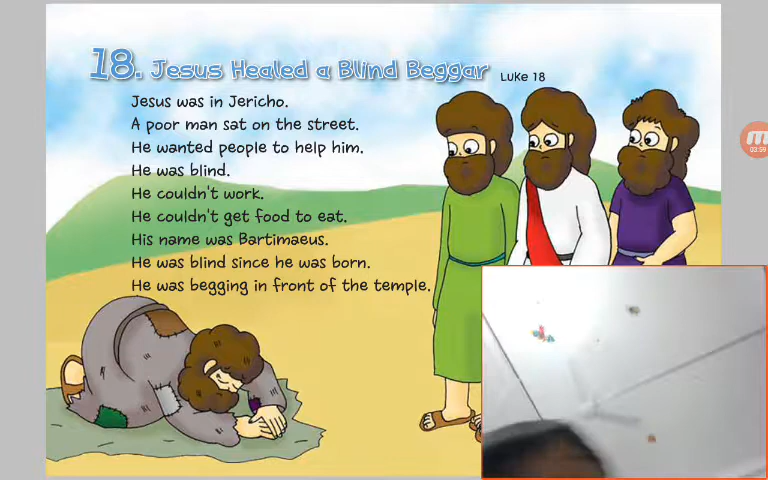 18. Jesus Healed a Blind Beggar Luke 18
Jesus was in Jericho.
A poor man sat on the street.
He wanted people to help him.
He was blind.
He couldn't work.
He couldn't get food to eat.
His name was Bartimaeus.
He was blind since he was born.
He was begging in front of the temple.
M
03:59